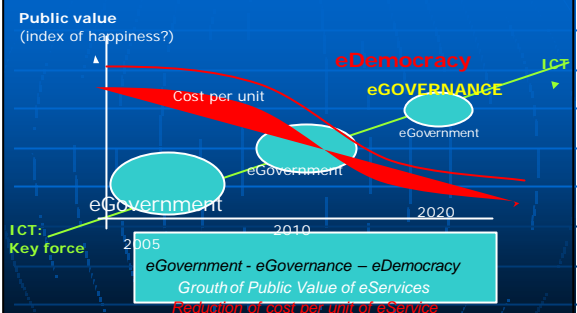 Public value
(index of happiness?)
eDemocracy
ICT
eGOVERNANCE
Cost per unit
eGovernment
eGovernment
eGovernment
2020
ICT:
Key force
2010
2005
eGovernment - eGovernance – eDemocracy
Growth of Public Value of eServices
Reduction of cost per unit of eService